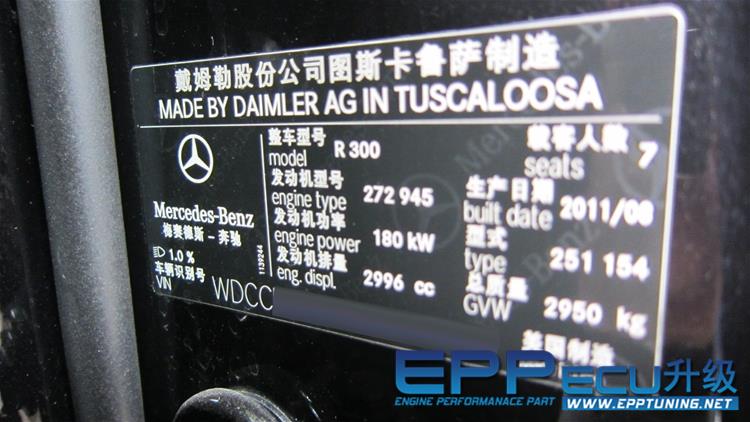 戴姆勒股份公司图斯卡鲁萨制造
MADE BY DAIMLER AG IN TUSCALOOSA
Mercedes-Benz
梅赛德斯-奔驰
1.0%
车辆识别号
VIN WDCC
1139244
整车型号
model R 300
发动机型号
engine type 272 945
发动机功率
engine power 180 kW
发动机排量
eng. displ. 2996 cc
载客人数
seats 7
生产日期
built date 2011/08
型式
type 251 154
总质量
GVW 2950 kg
美国制造
EPP ECU升级
ENGINE PERFORMANACE PART
WWW.EPPTUNING.NET